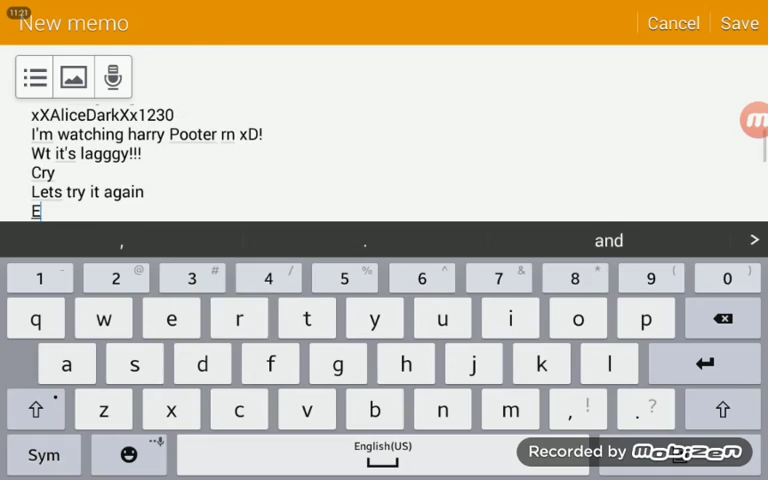 11:21
New memo
Cancel
Save
xXAliceDarkXx1230
I'm watching harry Pooter rn xD!
Wt it's lagggy!!!
Cry
Lets try it again
E
, . and >
1 - 2 @ 3 # 4 / 5 % 6 ^ 7 & 8 * 9 ( 0 )
q w e r t y u i o p
a s d f g h j k l
z x c v b n m , ! . ?
Sym
English(US)
Recorded by mobizen